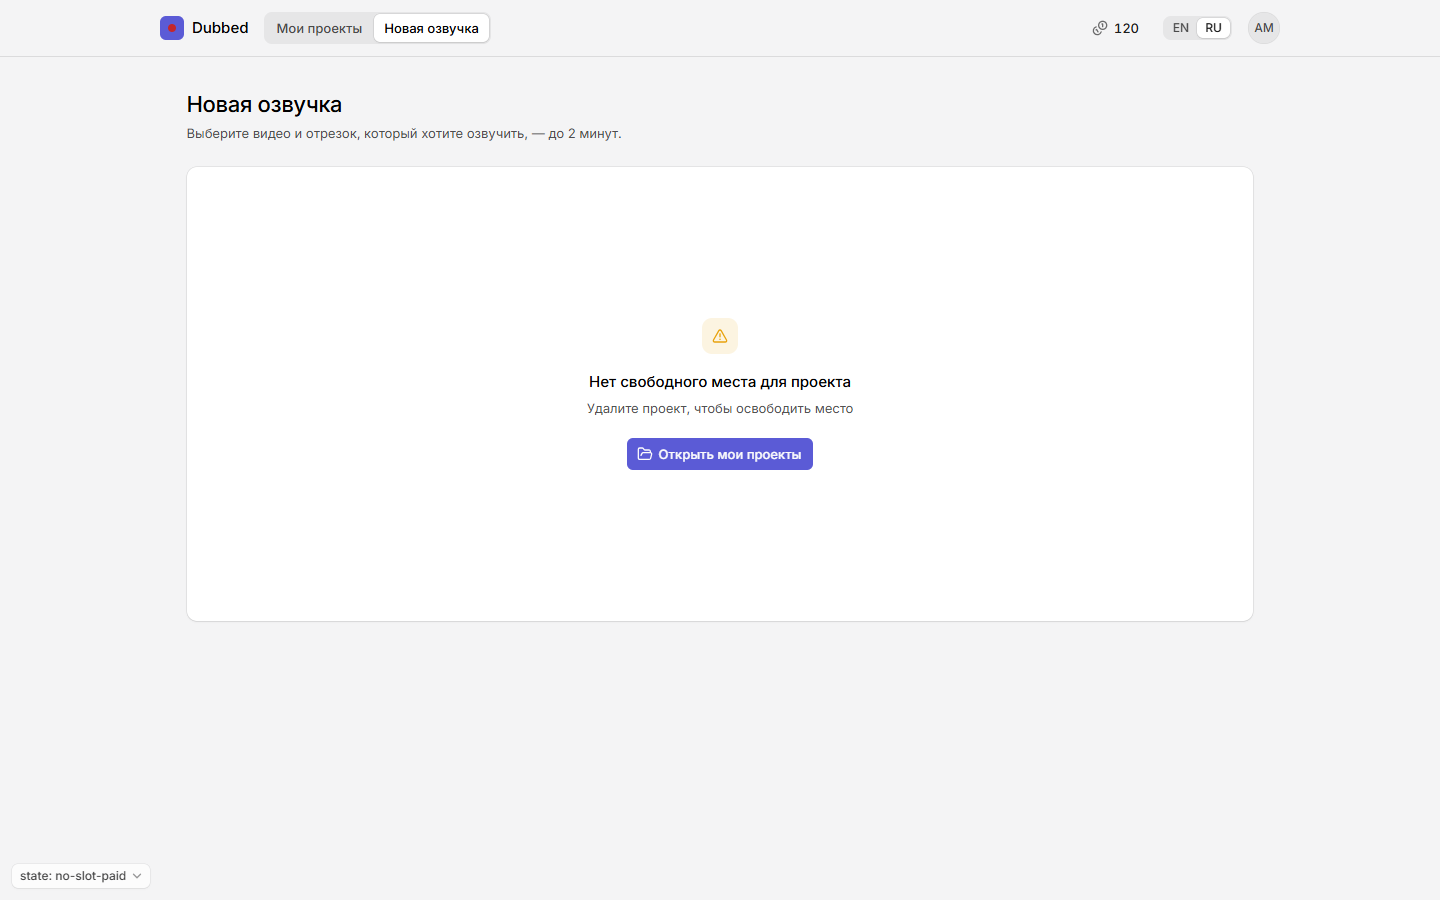 Dubbed
Мои проекты
Новая озвучка
120
EN
RU
AM
Новая озвучка
Выберите видео и отрезок, который хотите озвучить, — до 2 минут.
Нет свободного места для проекта
Удалите проект, чтобы освободить место
Открыть мои проекты
state: no-slot-paid